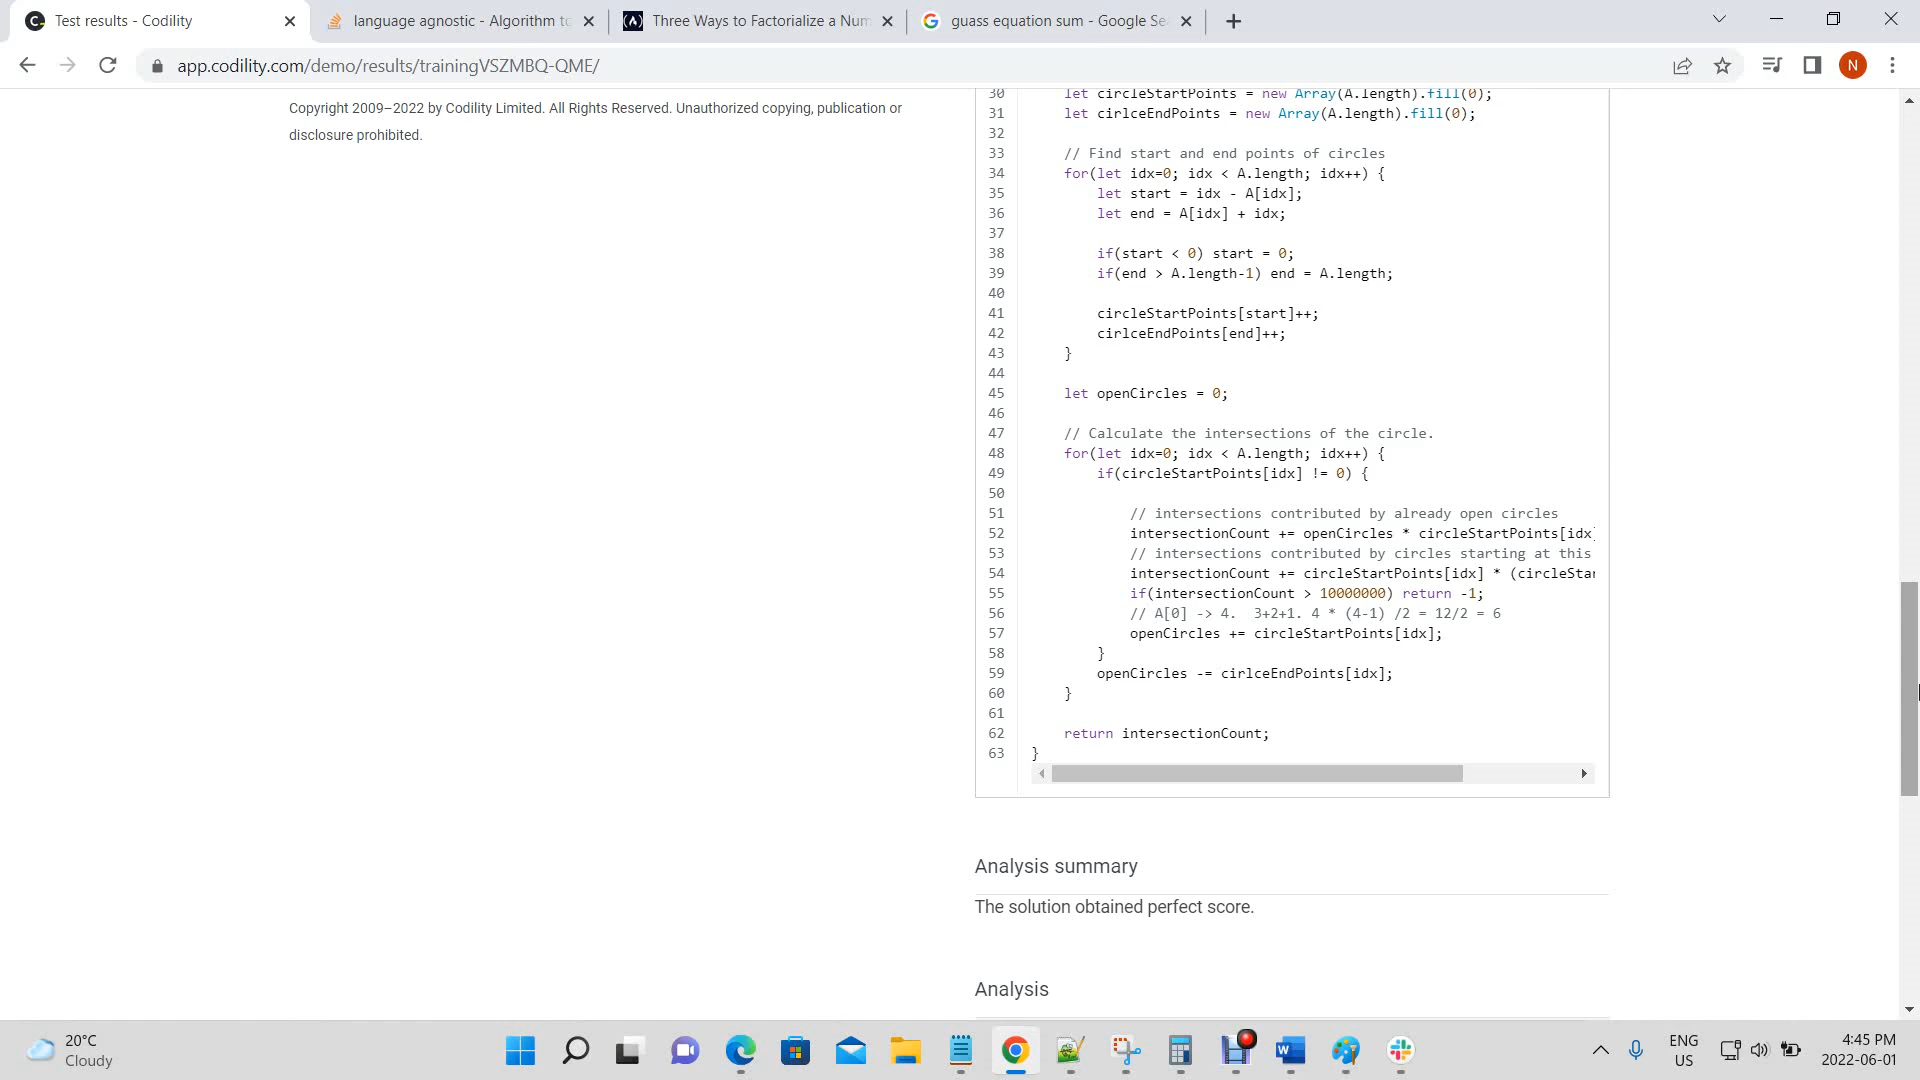 Test results - Codility
language agnostic - Algorithm to
Three Ways to Factorialize a Num
guass equation sum - Google Se
app.codility.com/demo/results/trainingVSZMBQ-QME/
N
Copyright 2009–2022 by Codility Limited. All Rights Reserved. Unauthorized copying, publication or
disclosure prohibited.
30 let circleStartPoints = new Array(A.length).fill(0);
31 let cirlceEndPoints = new Array(A.length).fill(0);
32
33 // Find start and end points of circles
34 for(let idx=0; idx < A.length; idx++) {
35 let start = idx - A[idx];
36 let end = A[idx] + idx;
37
38 if(start < 0) start = 0;
39 if(end > A.length-1) end = A.length;
40
41 circleStartPoints[start]++;
42 cirlceEndPoints[end]++;
43 }
44
45 let openCircles = 0;
46
47 // Calculate the intersections of the circle.
48 for(let idx=0; idx < A.length; idx++) {
49 if(circleStartPoints[idx] != 0) {
50
51 // intersections contributed by already open circles
52 intersectionCount += openCircles * circleStartPoints[idx]
53 // intersections contributed by circles starting at this
54 intersectionCount += circleStartPoints[idx] * (circleStar
55 if(intersectionCount > 10000000) return -1;
56 // A[0] -> 4.  3+2+1. 4 * (4-1) /2 = 12/2 = 6
57 openCircles += circleStartPoints[idx];
58 }
59 openCircles -= cirlceEndPoints[idx];
60 }
61
62 return intersectionCount;
63 }
Analysis summary
The solution obtained perfect score.
Analysis
20°C
Cloudy
ENG
US
4:45 PM
2022-06-01